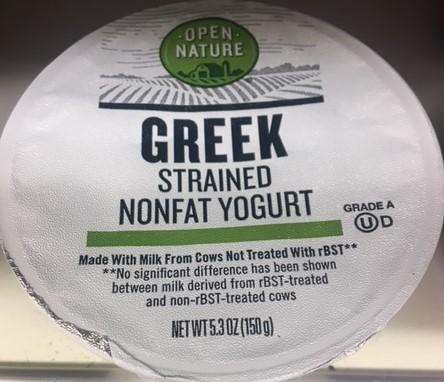 ·OPEN·
NATURE
GREEK
STRAINED
NONFAT YOGURT
GRADE A
U D
Made With Milk From Cows Not Treated With rBST**
**No significant difference has been shown
between milk derived from rBST-treated
and non-rBST-treated cows
NET WT 5.3 OZ (150 g)